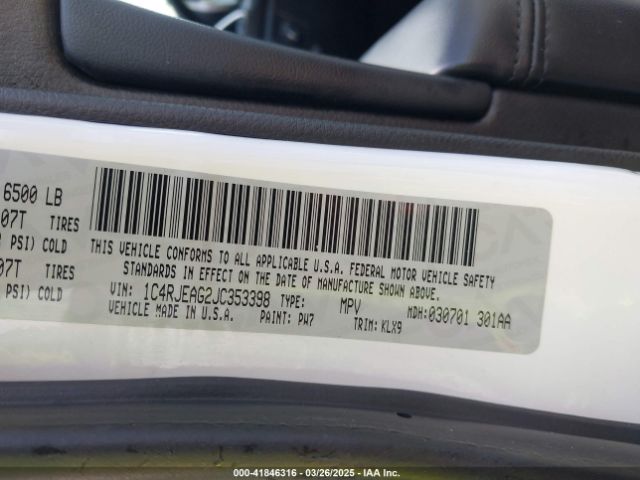 6500 LB
07T TIRES
PSI) COLD
07T TIRES
PSI) COLD
THIS VEHICLE CONFORMS TO ALL APPLICABLE U.S.A. FEDERAL MOTOR VEHICLE SAFETY
STANDARDS IN EFFECT ON THE DATE OF MANUFACTURE SHOWN ABOVE.
VIN: 1C4RJEAG2JC353398 TYPE: MPV MDH: 030701 301AA
VEHICLE MADE IN U.S.A. PAINT: PW7 TRIM: KLX9
000-41846316 | 03/26/2025 - IAA Inc.